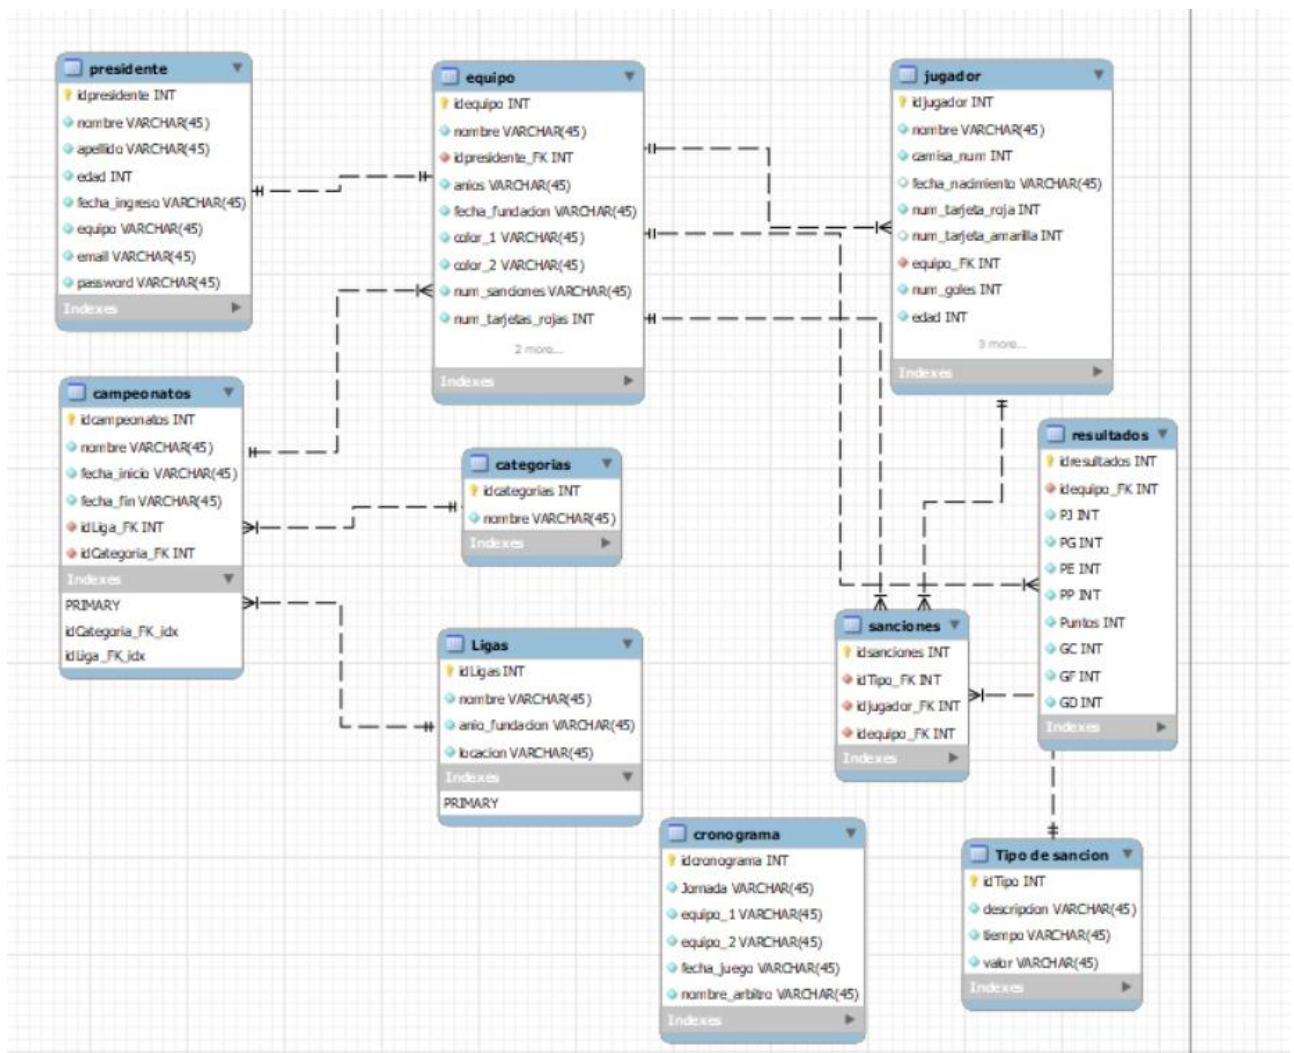 presidente
idpresidente INT
nombre VARCHAR(45)
apellido VARCHAR(45)
edad INT
fecha_ingreso VARCHAR(45)
equipo VARCHAR(45)
email VARCHAR(45)
password VARCHAR(45)
Indexes
equipo
idequipo INT
nombre VARCHAR(45)
idpresidente_FK INT
anios VARCHAR(45)
fecha_fundacion VARCHAR(45)
color_1 VARCHAR(45)
color_2 VARCHAR(45)
num_sanciones VARCHAR(45)
num_tarjetas_rojas INT
2 more...
Indexes
jugador
idjugador INT
nombre VARCHAR(45)
camisa_num INT
fecha_nacimiento VARCHAR(45)
num_tarjeta_roja INT
num_tarjeta_amarilla INT
equipo_FK INT
num_goles INT
edad INT
3 more...
Indexes
campeonatos
idcampeonatos INT
nombre VARCHAR(45)
fecha_inicio VARCHAR(45)
fecha_fin VARCHAR(45)
idLiga_FK INT
idCategoria_FK INT
Indexes
PRIMARY
idCategoria_FK_idx
idLiga_FK_idx
categorias
idcategorias INT
nombre VARCHAR(45)
Indexes
resultados
idresultados INT
idequipo_FK INT
PJ INT
PG INT
PE INT
PP INT
Puntos INT
GC INT
GF INT
GD INT
Indexes
Ligas
idLigas INT
nombre VARCHAR(45)
anio_fundacion VARCHAR(45)
locacion VARCHAR(45)
Indexes
PRIMARY
sanciones
idsanciones INT
idTipo_FK INT
idjugador_FK INT
idequipo_FK INT
Indexes
cronograma
idcronograma INT
Jornada VARCHAR(45)
equipo_1 VARCHAR(45)
equipo_2 VARCHAR(45)
fecha_juego VARCHAR(45)
nombre_arbitro VARCHAR(45)
Indexes
Tipo de sancion
idTipo INT
descripcion VARCHAR(45)
tiempo VARCHAR(45)
valor VARCHAR(45)
Indexes